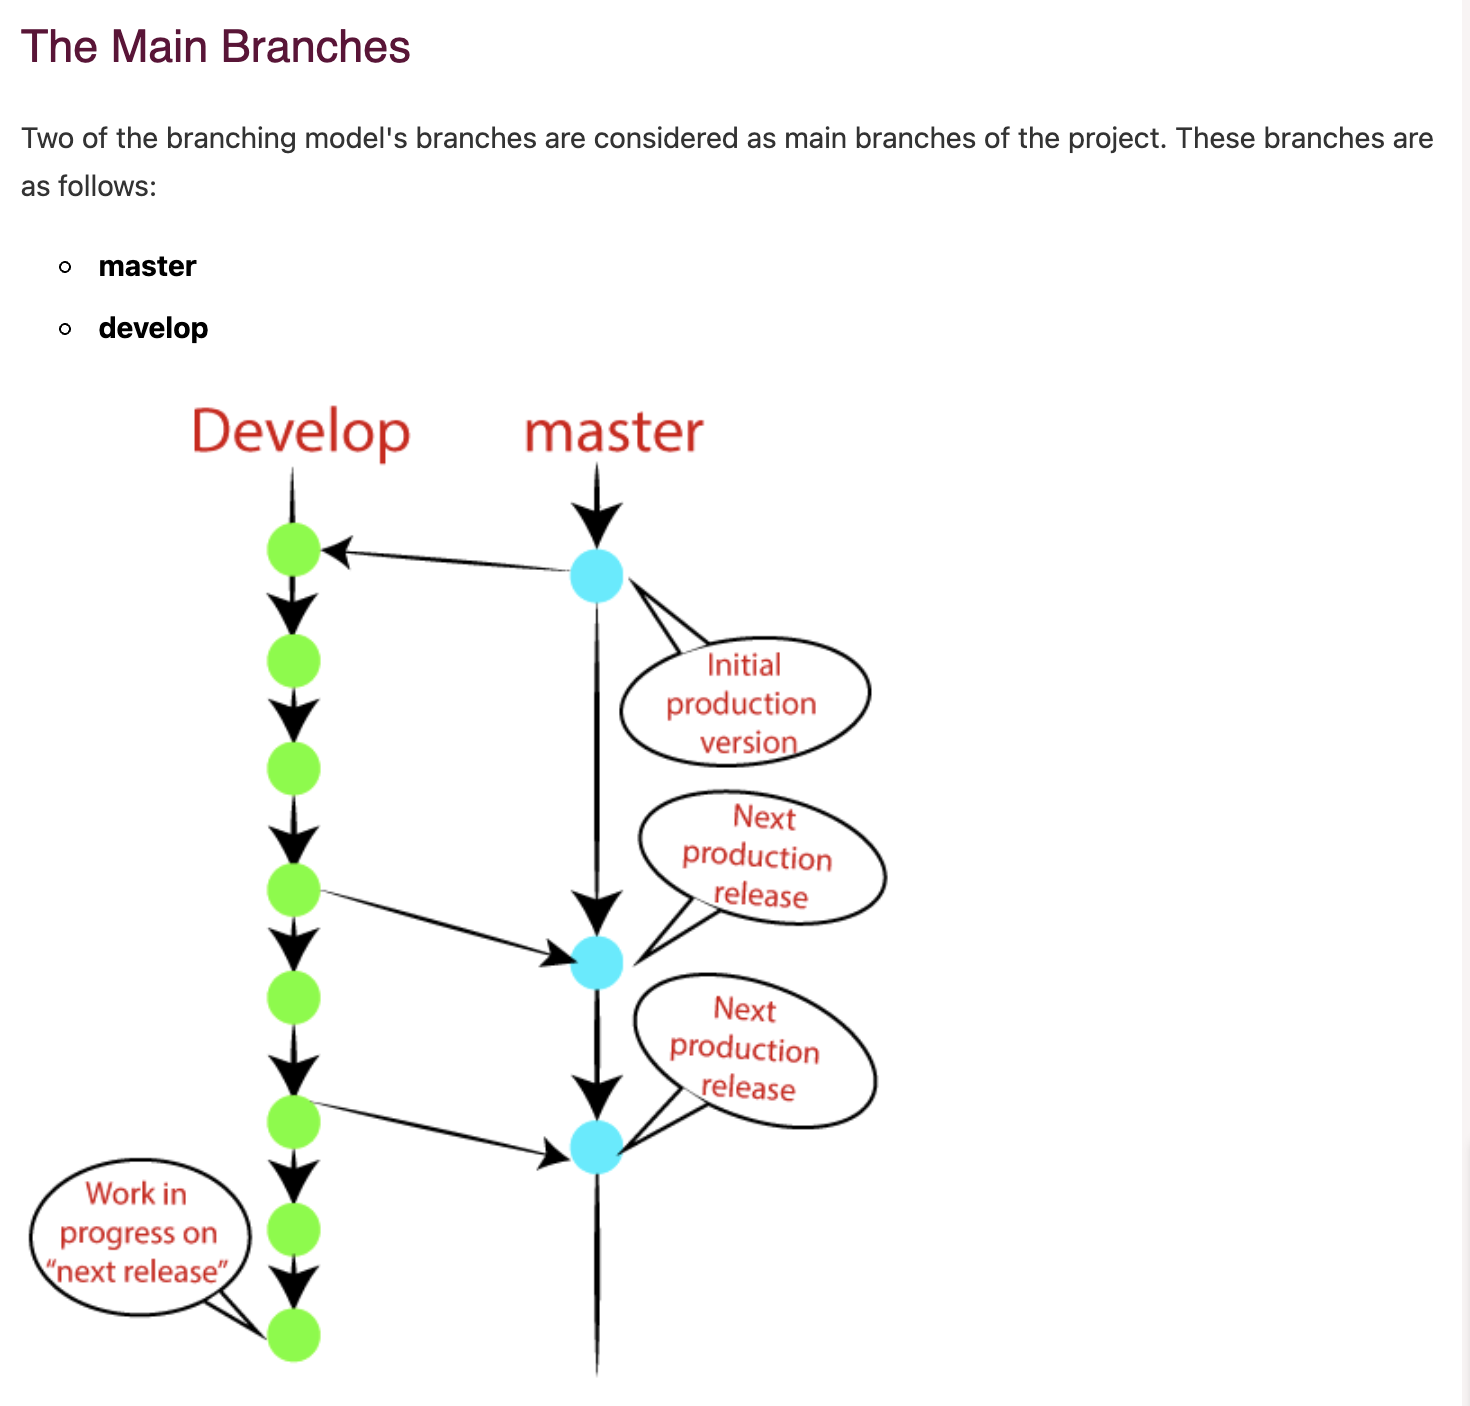 The Main Branches
Two of the branching model's branches are considered as main branches of the project. These branches are
as follows:
master
develop
Develop
master
Initial
production
version
Next
production
release
Next
production
release
Work in
progress on
“next release”